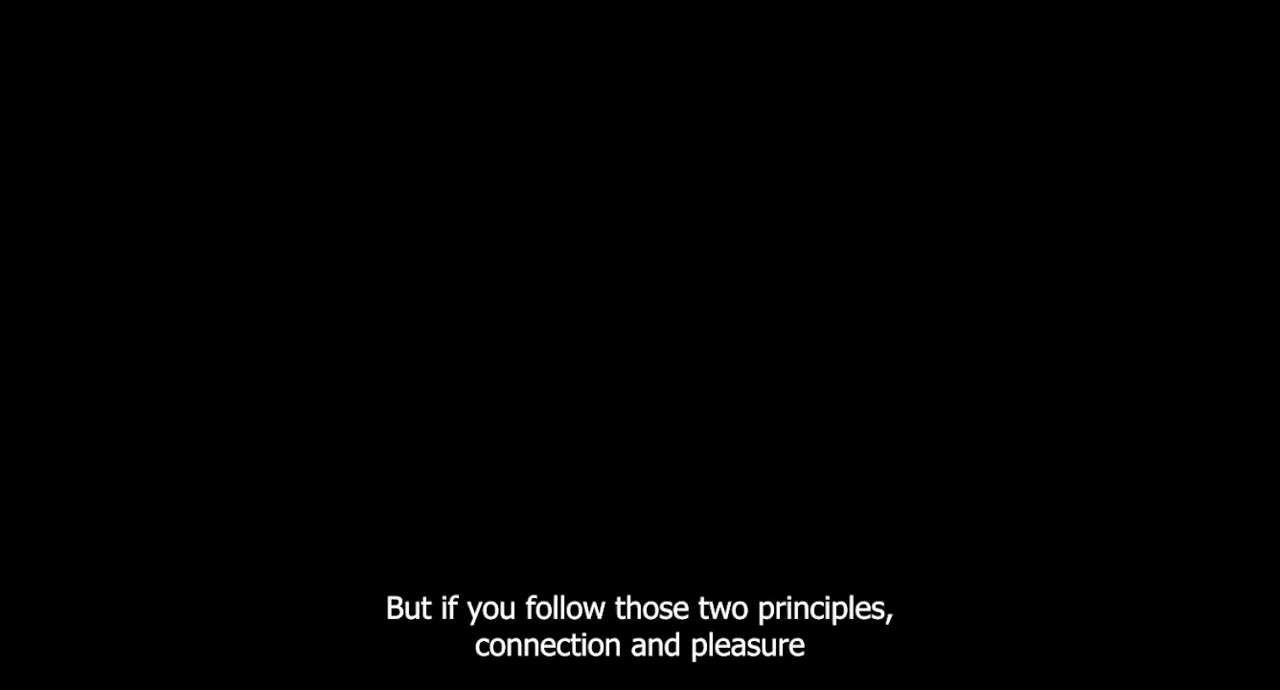 But if you follow those two principles,
connection and pleasure